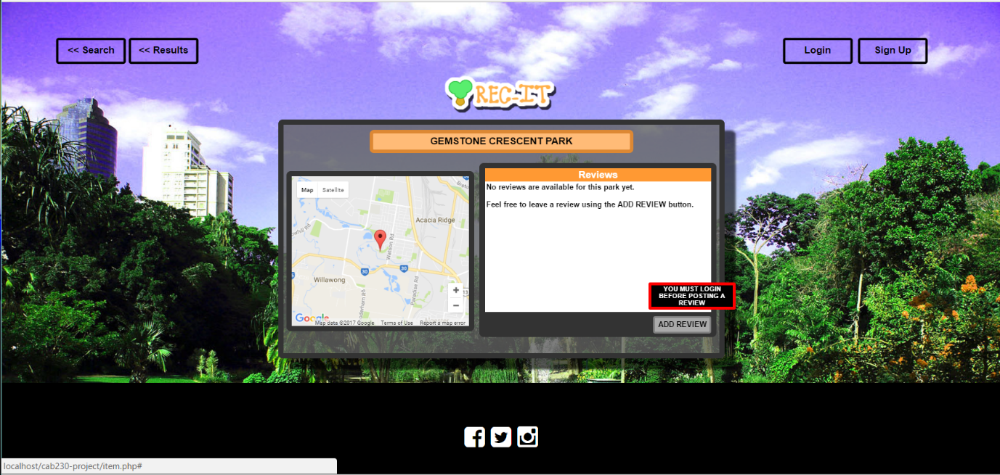 << Search
<< Results
Login
Sign Up
REC-IT
GEMSTONE CRESCENT PARK
Map
Satellite
Acacia Ridge
Watson Rd
Willawong
30
30
Paradise Rd
13
+
−
Google
Map data ©2017 Google
Terms of Use
Report a map error
Reviews
No reviews are available for this park yet.
Feel free to leave a review using the ADD REVIEW button.
YOU MUST LOGIN
BEFORE POSTING A
REVIEW
ADD REVIEW
localhost/cab230-project/item.php#